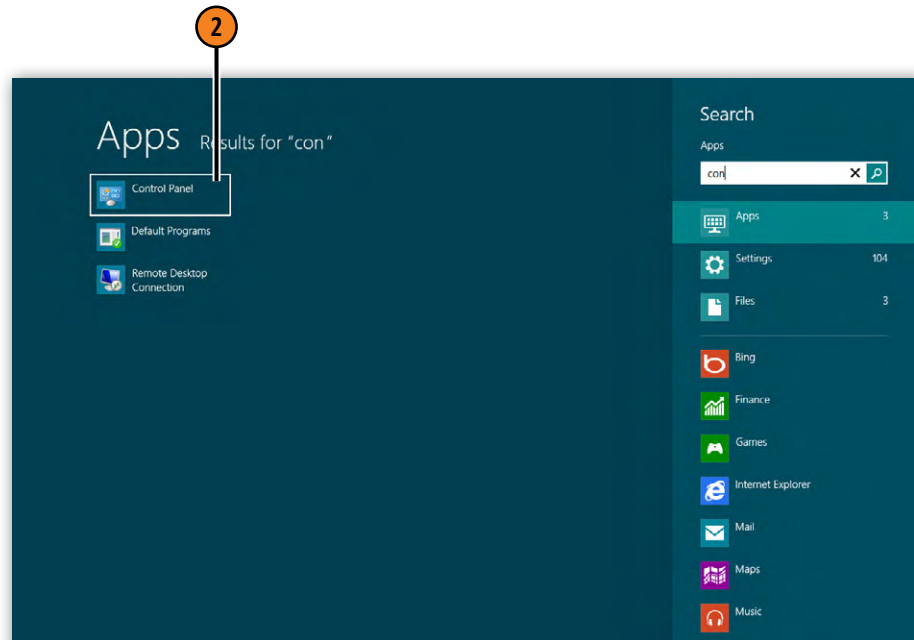 2
Apps Results for "con"
Control Panel
Default Programs
Remote Desktop
Connection
Search
Apps
con
Apps 3
Settings 104
Files 3
Bing
Finance
Games
Internet Explorer
Mail
Maps
Music